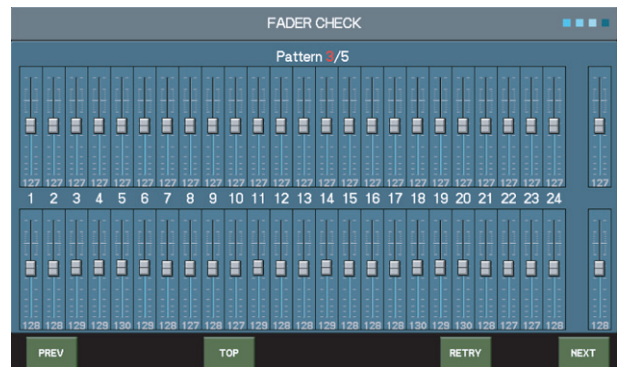 FADER CHECK
Pattern 3/5
127 127 127 127 127 127 127 127 127 127 127 127 127 127 127 127 127 127 127 127 127 127 127 127 127
1 2 3 4 5 6 7 8 9 10 11 12 13 14 15 16 17 18 19 20 21 22 23 24
128 128 129 129 130 129 128 127 128 127 128 128 128 129 128 128 128 130 129 130 128 127 127 128 128
PREV TOP RETRY NEXT